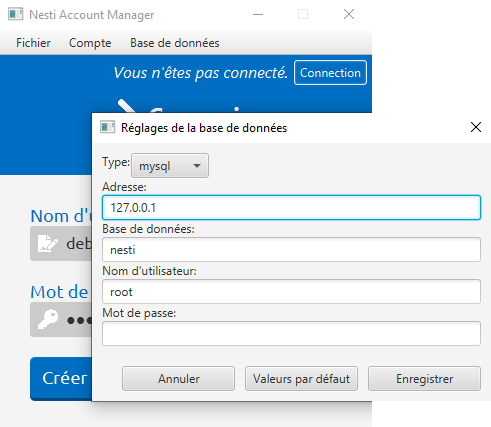 Nesti Account Manager
Fichier Compte Base de données
Vous n'êtes pas connecté. Connection
Réglages de la base de données
Type: mysql
Adresse:
127.0.0.1
Base de données:
nesti
Nom d'utilisateur:
root
Mot de passe:
Annuler Valeurs par défaut Enregistrer
Nom d'u
deb
Mot de
Créer